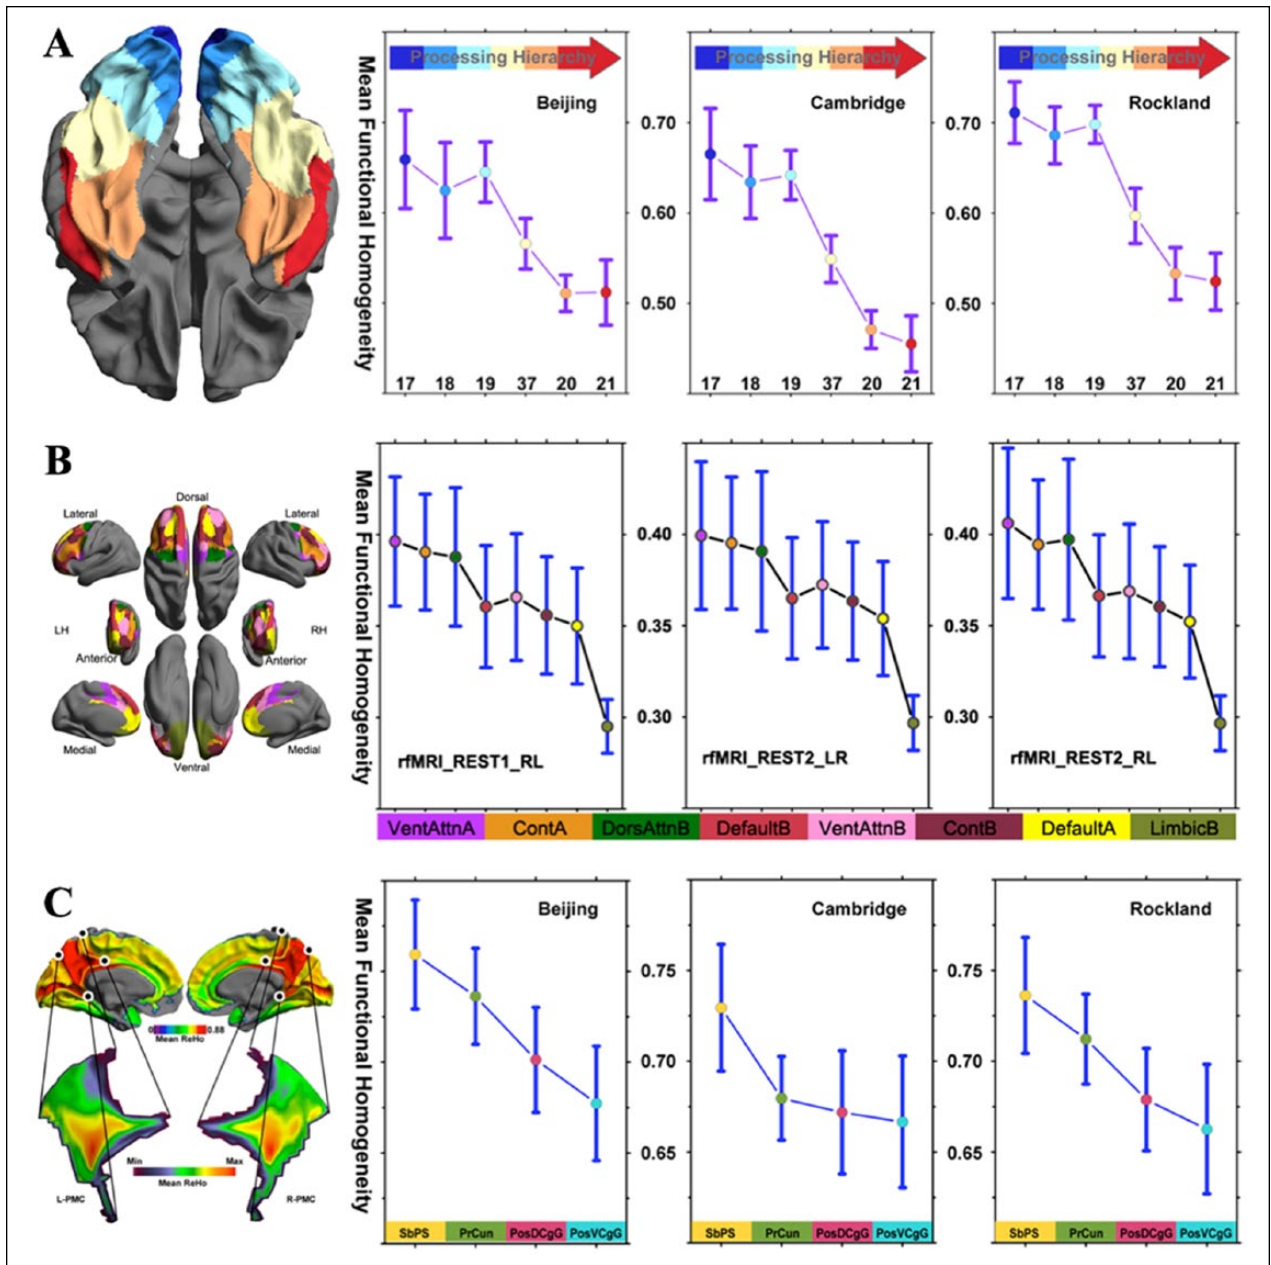 A
Mean Functional Homogeneity
Processing Hierarchy
Beijing
17 18 19 37 20 21
0.70
0.60
0.50
Processing Hierarchy
Cambridge
17 18 19 37 20 21
0.70
0.60
0.50
Processing Hierarchy
Rockland
17 18 19 37 20 21
B
Dorsal
Lateral Lateral
LH RH
Anterior Anterior
Medial Medial
Ventral
Mean Functional Homogeneity
rfMRI_REST1_RL
0.40
0.35
0.30
rfMRI_REST2_LR
0.40
0.35
0.30
rfMRI_REST2_RL
VentAttnA ContA DorsAttnB DefaultB VentAttnB ContB DefaultA LimbicB
C
0 0.88
Mean ReHo
Min Max
Mean ReHo
L-PMC R-PMC
Mean Functional Homogeneity
Beijing
SbPS PrCun PosDCgG PosVCgG
0.75
0.70
0.65
Cambridge
SbPS PrCun PosDCgG PosVCgG
0.75
0.70
0.65
Rockland
SbPS PrCun PosDCgG PosVCgG